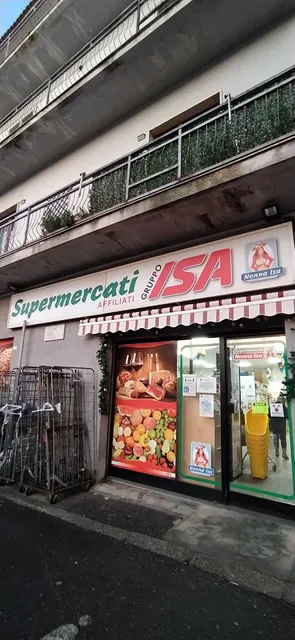 Supermercati
AFFILIATI
GRUPPO
ISA
Nonna Isa
Nonna Isa